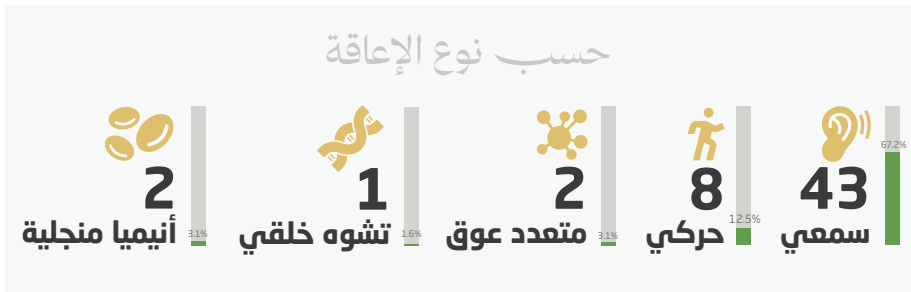 حسب نوع الإعاقة
67.2%
43
سمعي
12.5%
8
حركي
3.1%
2
متعدد عوق
1.6%
1
تشوه خلقي
3.1%
2
أنيميا منجلية